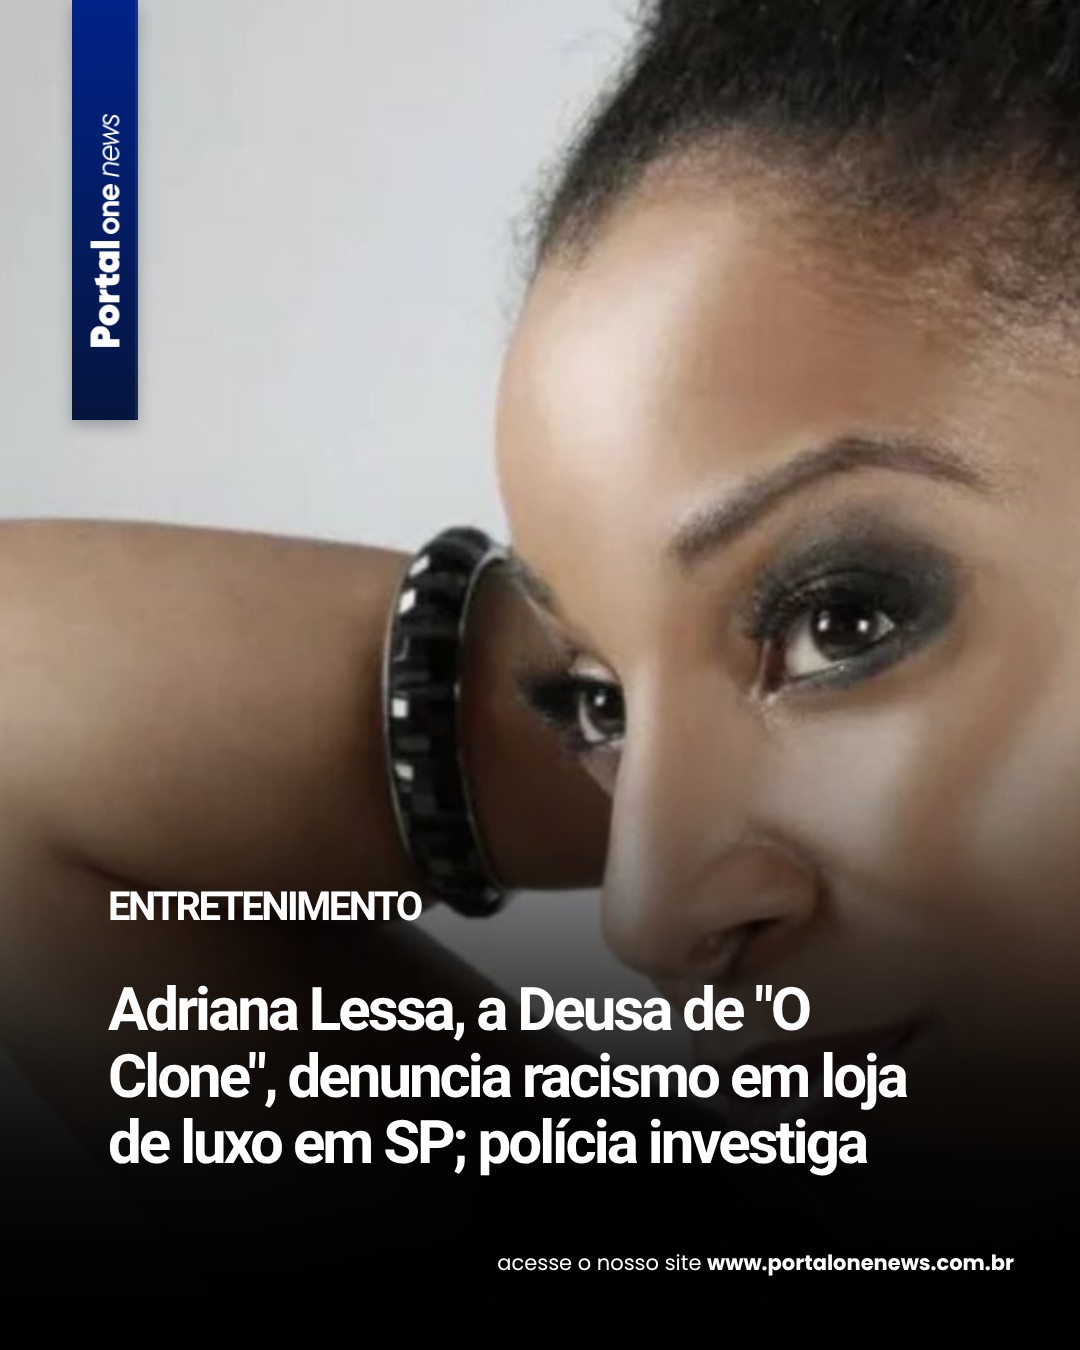 Portal one news
ENTRETENIMENTO
Adriana Lessa, a Deusa de "O
Clone", denuncia racismo em loja
de luxo em SP; polícia investiga
acesse o nosso site www.portalonenews.com.br